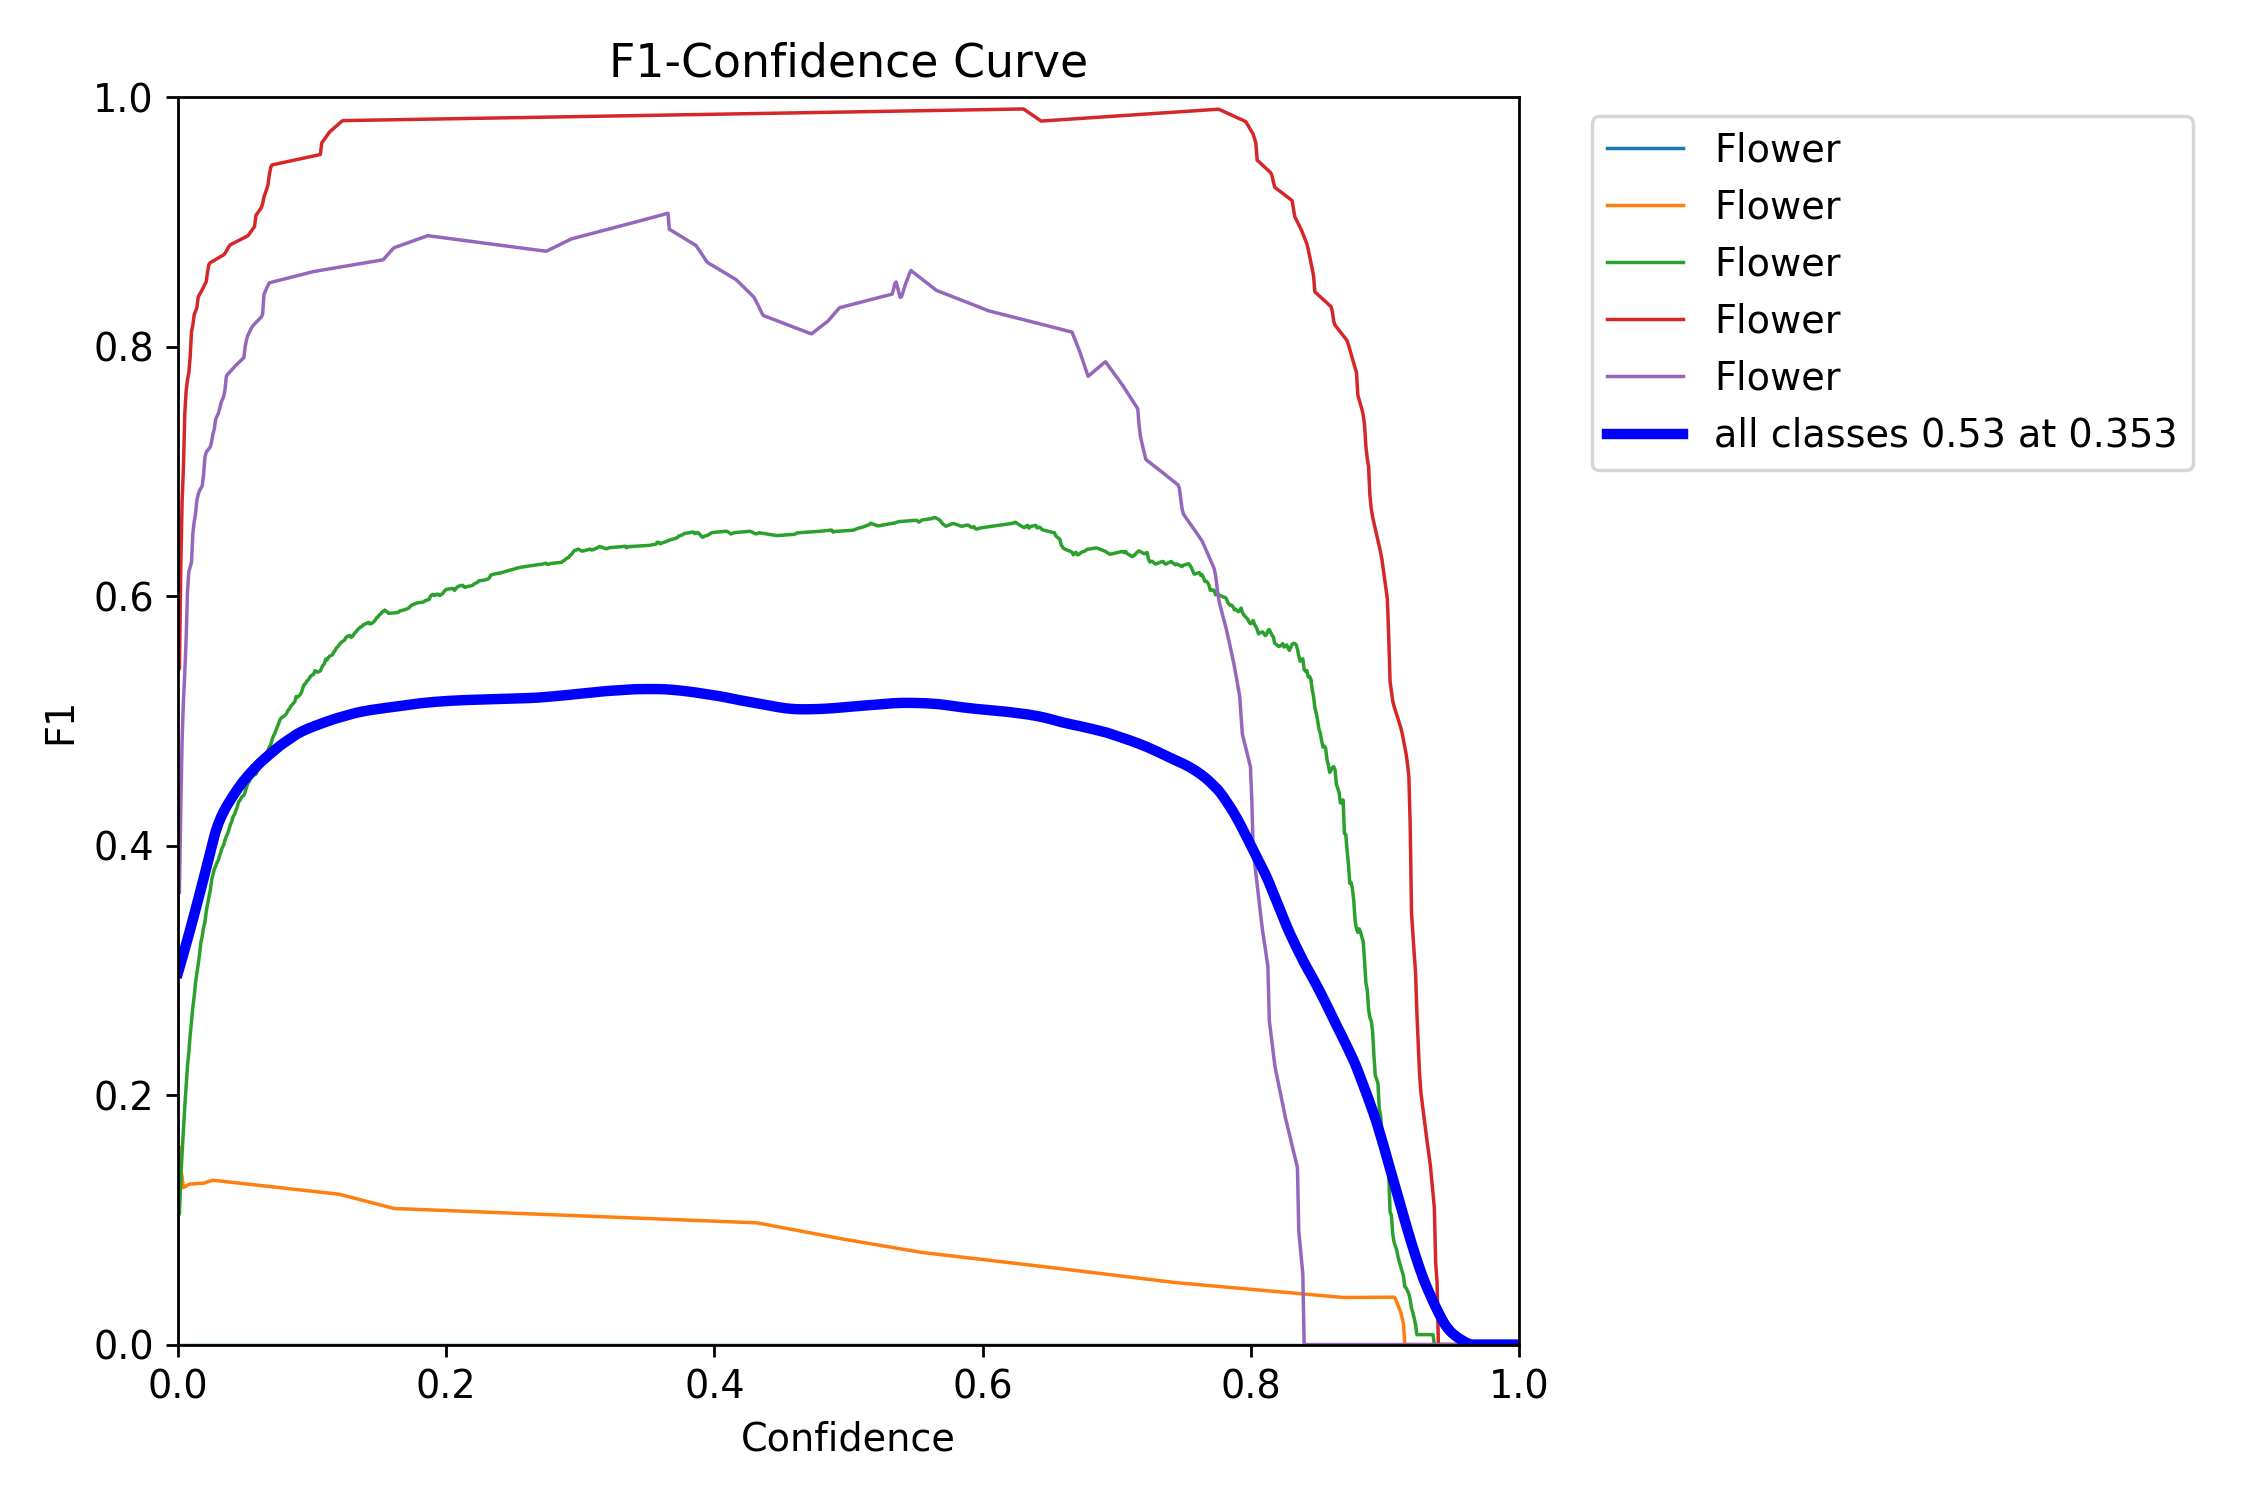 F1-Confidence Curve
1.0
0.8
0.6
0.4
0.2
0.0
F1
0.0 0.2 0.4 0.6 0.8 1.0
Confidence
Flower
Flower
Flower
Flower
Flower
all classes 0.53 at 0.353